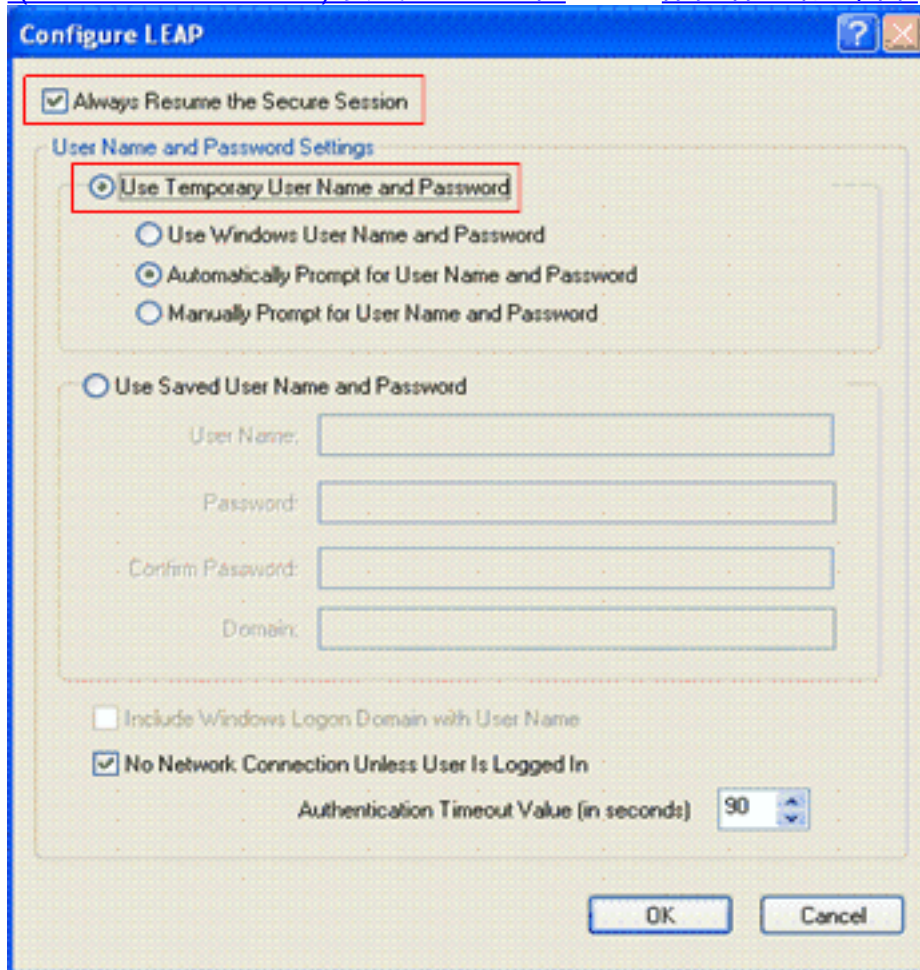 Configure LEAP
Always Resume the Secure Session
User Name and Password Settings
Use Temporary User Name and Password
Use Windows User Name and Password
Automatically Prompt for User Name and Password
Manually Prompt for User Name and Password
Use Saved User Name and Password
User Name:
Password:
Confirm Password:
Domain:
Include Windows Logon Domain with User Name
No Network Connection Unless User Is Logged In
Authentication Timeout Value (in seconds) 90
OK Cancel